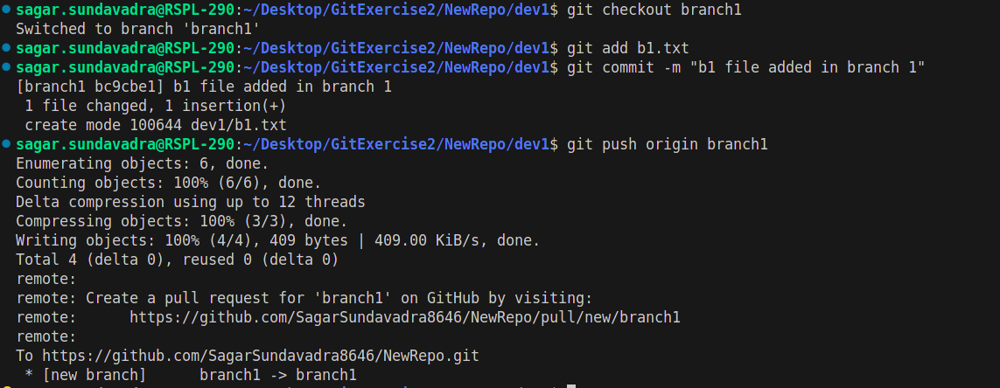 sagar.sundavadra@RSPL-290:~/Desktop/GitExercise2/NewRepo/dev1$ git checkout branch1
Switched to branch 'branch1'
sagar.sundavadra@RSPL-290:~/Desktop/GitExercise2/NewRepo/dev1$ git add b1.txt
sagar.sundavadra@RSPL-290:~/Desktop/GitExercise2/NewRepo/dev1$ git commit -m "b1 file added in branch 1"
[branch1 bc9cbe1] b1 file added in branch 1
 1 file changed, 1 insertion(+)
 create mode 100644 dev1/b1.txt
sagar.sundavadra@RSPL-290:~/Desktop/GitExercise2/NewRepo/dev1$ git push origin branch1
Enumerating objects: 6, done.
Counting objects: 100% (6/6), done.
Delta compression using up to 12 threads
Compressing objects: 100% (3/3), done.
Writing objects: 100% (4/4), 409 bytes | 409.00 KiB/s, done.
Total 4 (delta 0), reused 0 (delta 0)
remote:
remote: Create a pull request for 'branch1' on GitHub by visiting:
remote:      https://github.com/SagarSundavadra8646/NewRepo/pull/new/branch1
remote:
To https://github.com/SagarSundavadra8646/NewRepo.git
 * [new branch]      branch1 -> branch1